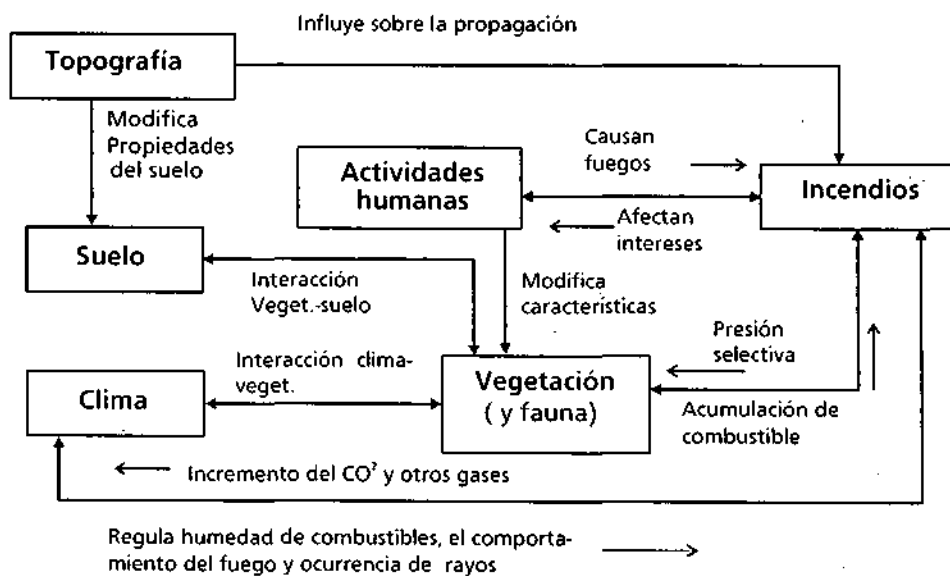 Influye sobre la propagación
Topografía
Modifica
Propiedades
del suelo
Causan
fuegos
Actividades
humanas
Incendios
Afectan
intereses
Suelo
Interacción
Veget.-suelo
Modifica
características
Presión
selectiva
Interacción clima-
veget.
Clima
Vegetación
( y fauna)
Acumulación de
combustible
Incremento del CO² y otros gases
Regula humedad de combustibles, el comporta-
miento del fuego y ocurrencia de rayos